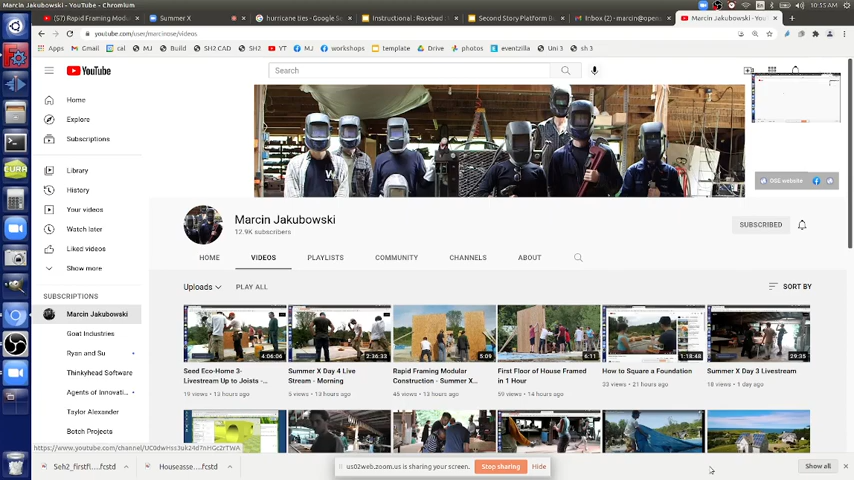 Marcin Jakubowski - YouTube - Chromium
10:55 AM
(57) Rapid Framing Modu
Summer X
hurricane ties - Google Se
Instructional : Rosebud
Second Story Platform B
Inbox (2) - marcin@opens
Marcin Jakubowski - You
youtube.com/user/marcinose/videos
Apps
Gmail
cal
Build
SH2 CAD
SH2
YT
MJ
workshops
template
Drive
photos
eventzilla
Uni 3
sh 3
YouTube
Search
Home
Explore
Subscriptions
Library
History
Your videos
Watch later
Liked videos
Show more
SUBSCRIPTIONS
Marcin Jakubowski
Goat Industries
Ryan and Su
Thinkyhead Software
Agents of Innovati...
Taylor Alexander
Botch Projects
OSE website
Marcin Jakubowski
12.9K subscribers
SUBSCRIBED
HOME
VIDEOS
PLAYLISTS
COMMUNITY
CHANNELS
ABOUT
Uploads
PLAY ALL
SORT BY
4:06:06
2:36:33
5:09
6:11
1:18:48
29:35
Seed Eco-Home 3- Livestream Up to Joista -...
19 views • 13 hours ago
Summer X Day 4 Live Stream - Morning
5 views • 13 hours ago
Rapid Framing Modular Construction - Summer X...
45 views • 13 hours ago
First Floor of House Framed in 1 Hour
59 views • 14 hours ago
How to Square a Foundation
33 views • 21 hours ago
Summer X Day 3 Livestream
18 views • 1 day ago
https://www.youtube.com/channel/UC0dwHss3uk24d7nHGc2rTWA
Seh2_firstfl....fcstd
Houseasse....fcstd
us02web.zoom.us is sharing your screen.
Stop sharing
Hide
Show all